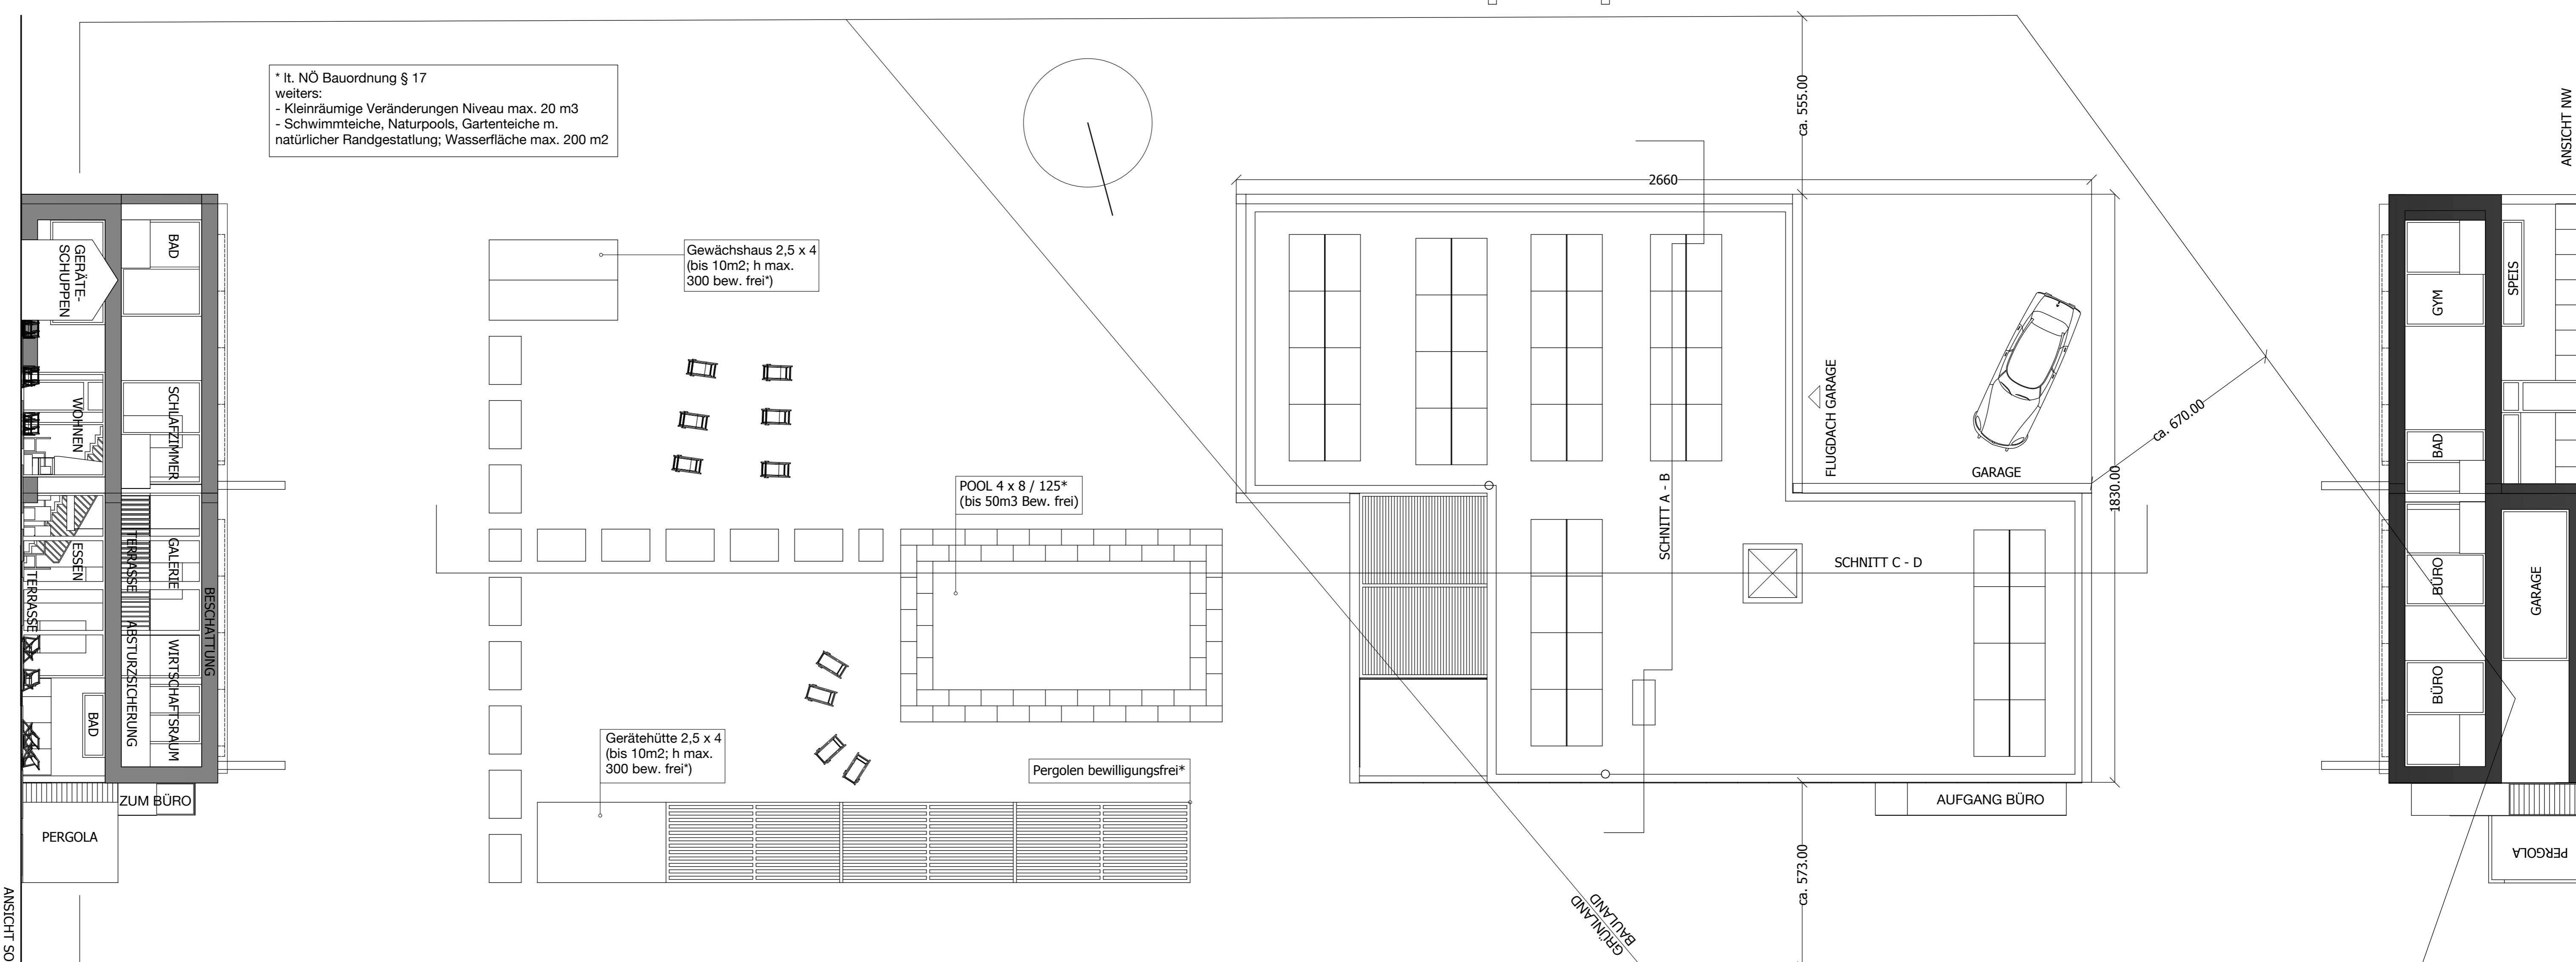 * lt. NÖ Bauordnung § 17
weiters:
- Kleinräumige Veränderungen Niveau max. 20 m3
- Schwimmteiche, Naturpools, Gartenteiche m.
natürlicher Randgestatlung; Wasserfläche max. 200 m2
GERÄTE-
SCHUPPEN
BAD
WOHNEN
SCHLAFZIMMER
ESSEN
TERRASSE
TERRASSE
GALERIE
BESCHATTUNG
ABSTURZSICHERUNG
WIRTSCHAFTSRAUM
BAD
ZUM BÜRO
PERGOLA
ANSICHT SO
Gewächshaus 2,5 x 4
(bis 10m2; h max.
300 bew. frei*)
POOL 4 x 8 / 125*
(bis 50m3 Bew. frei)
Gerätehütte 2,5 x 4
(bis 10m2; h max.
300 bew. frei*)
Pergolen bewilligungsfrei*
2660
ca. 555.00
FLUGDACH GARAGE
GARAGE
ca. 670.00
1830.00
SCHNITT A - B
SCHNITT C - D
AUFGANG BÜRO
ca. 573.00
GRÜNLAND
BAULAND
ANSICHT NW
SPEIS
GYM
BAD
BÜRO
GARAGE
BÜRO
PERGOLA